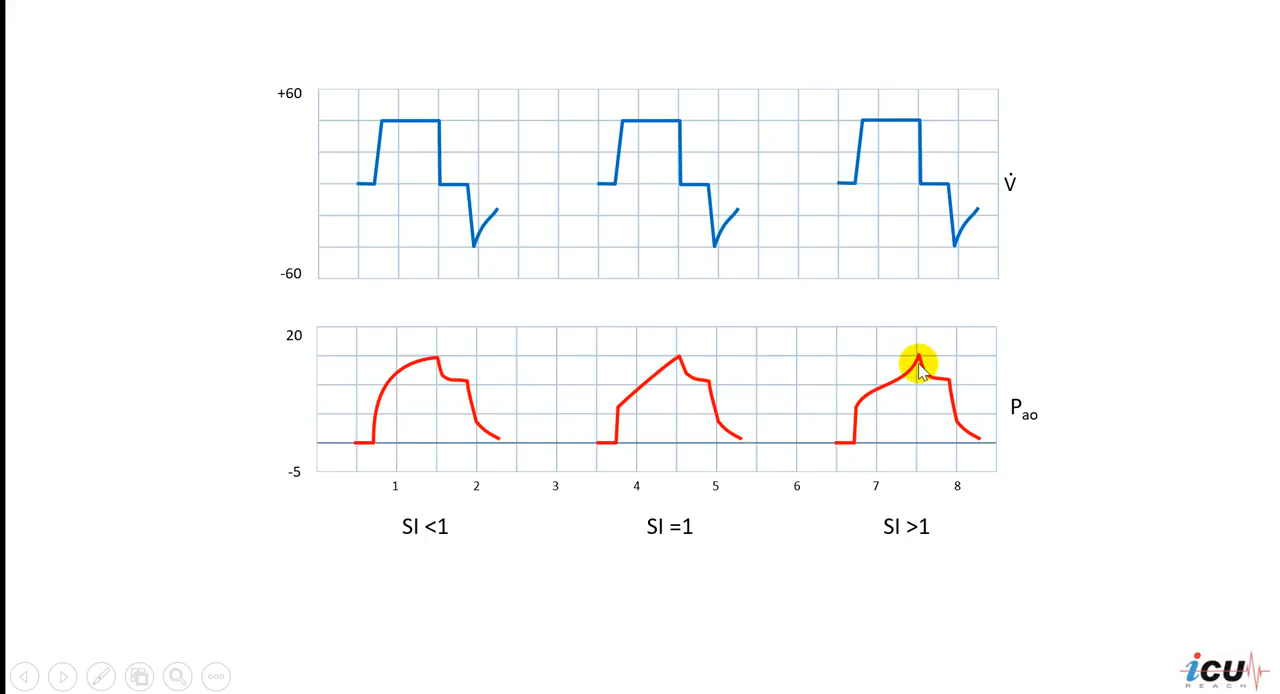 +60
V̇
-60
20
Pao
-5
1 2 3 4 5 6 7 8
SI <1 SI =1 SI >1
iCU
REACH